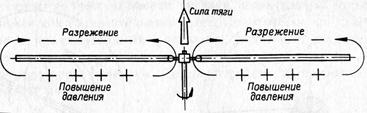 Сила тяги
Разрежение
Разрежение
Повышение
давления
Повышение
давления